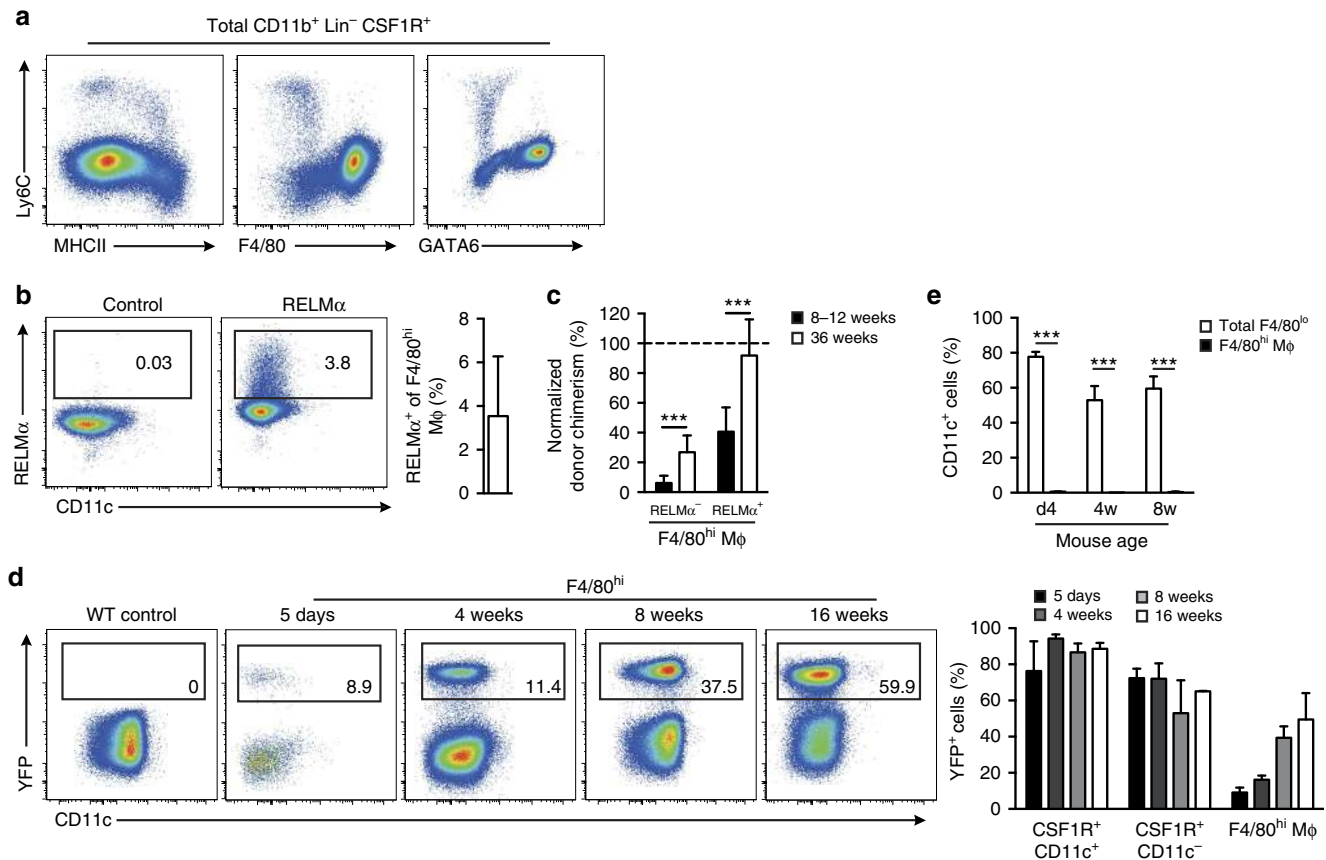 a
Total CD11b⁺ Lin⁻ CSF1R⁺
Ly6C
MHCII
F4/80
GATA6
b
Control
RELMα
0.03
3.8
RELMα
CD11c
RELMα⁺ of F4/80ʰⁱ
Mϕ (%)
8
6
4
2
0
c
Normalized
donor chimerism (%)
120
100
80
60
40
20
0
***
***
8–12 weeks
36 weeks
RELMα⁻
RELMα⁺
F4/80ʰⁱ Mϕ
e
CD11c⁺ cells (%)
100
80
60
40
20
0
***
***
***
Total F4/80ˡᵒ
F4/80ʰⁱ Mϕ
d4
4w
8w
Mouse age
d
F4/80ʰⁱ
WT control
5 days
4 weeks
8 weeks
16 weeks
0
8.9
11.4
37.5
59.9
YFP
CD11c
5 days
8 weeks
4 weeks
16 weeks
YFP⁺ cells (%)
100
80
60
40
20
0
CSF1R⁺
CD11c⁺
CSF1R⁺
CD11c⁻
F4/80ʰⁱ Mϕ